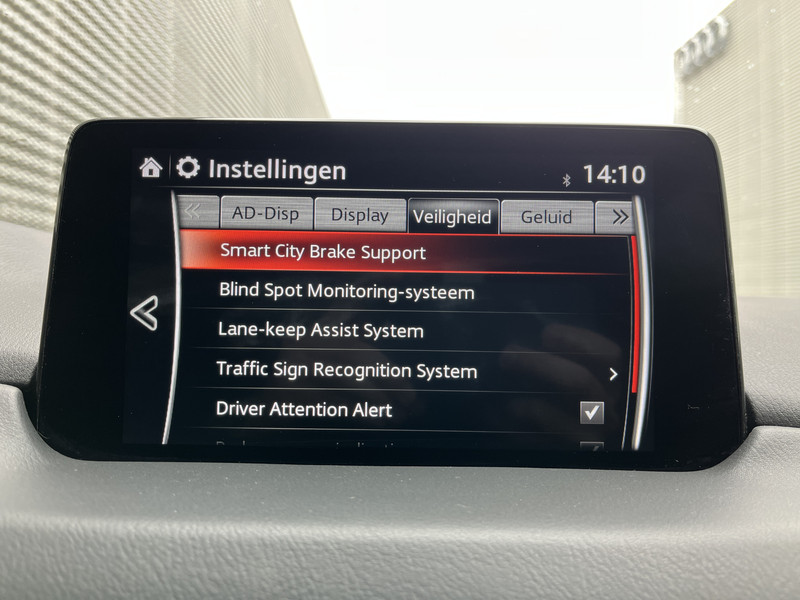 Instellingen
14:10
AD-Disp Display Veiligheid Geluid
Smart City Brake Support
Blind Spot Monitoring-systeem
Lane-keep Assist System
Traffic Sign Recognition System
Driver Attention Alert